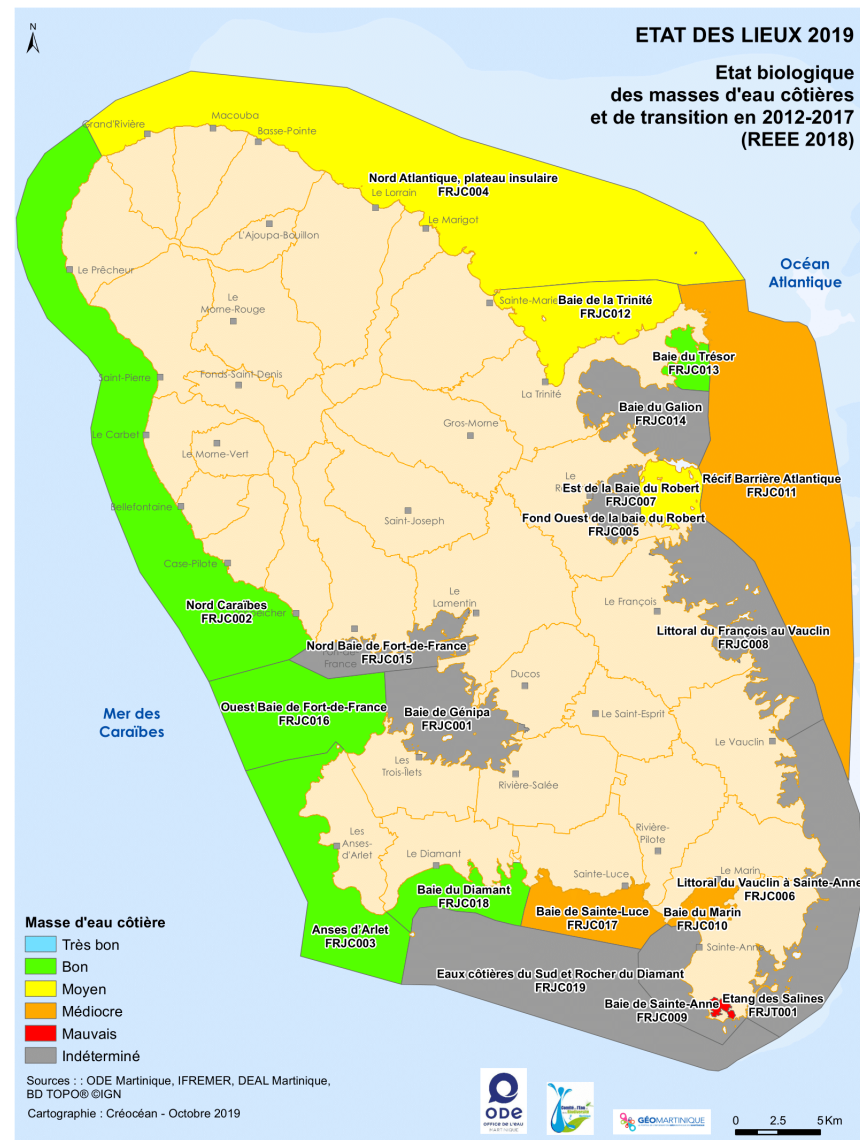 N
ETAT DES LIEUX 2019
Etat biologique
des masses d'eau côtières
et de transition en 2012-2017
(REEE 2018)
Grand'Rivière
Macouba
Basse-Pointe
Nord Atlantique, plateau insulaire
FRJC004
Le Lorrain
Le Marigot
L'Ajoupa-Bouillon
Océan
Atlantique
Le Prêcheur
Le
Morne-Rouge
Sainte-Marie
Baie de la Trinité
FRJC012
Baie du Trésor
FRJC013
Saint-Pierre
Fonds-Saint-Denis
La Trinité
Baie du Galion
FRJC014
Le Carbet
Le Morne-Vert
Gros-Morne
Récif Barrière Atlantique
FRJC011
Le
Est de la Baie du Robert
FRJC007
Bellefontaine
Saint-Joseph
Fond Ouest de la baie du Robert
FRJC005
Case-Pilote
Nord Caraïbes
FRJC002
Le
Lamentin
Le François
Littoral du François au Vauclin
FRJC008
Nord Baie de Fort-de-France
FRJC015
France
Ducos
Ouest Baie de Fort-de-France
FRJC016
Baie de Génipa
FRJC001
Le Saint-Esprit
Mer des
Caraïbes
Le Vauclin
Les
Trois-Îlets
Rivière-Salée
Les
Anses-
d'Arlet
Le Diamant
Rivière-
Pilote
Sainte-Luce
Le Marin
Littoral du Vauclin à Sainte-Anne
FRJC006
Baie du Diamant
FRJC018
Baie de Sainte-Luce
FRJC017
Baie du Marin
FRJC010
Anses d'Arlet
FRJC003
Sainte-Anne
Eaux côtières du Sud et Rocher du Diamant
FRJC019
Baie de Sainte-Anne
FRJC009
Etang des Salines
FRJT001
Masse d'eau côtière
Très bon
Bon
Moyen
Médiocre
Mauvais
Indéterminé
Sources : : ODE Martinique, IFREMER, DEAL Martinique,
BD TOPO® ©IGN
Cartographie : Créocéan - Octobre 2019
ODE
OFFICE DE L'EAU
MARTINIQUE
GÉOMARTINIQUE
0 2.5 5 Km